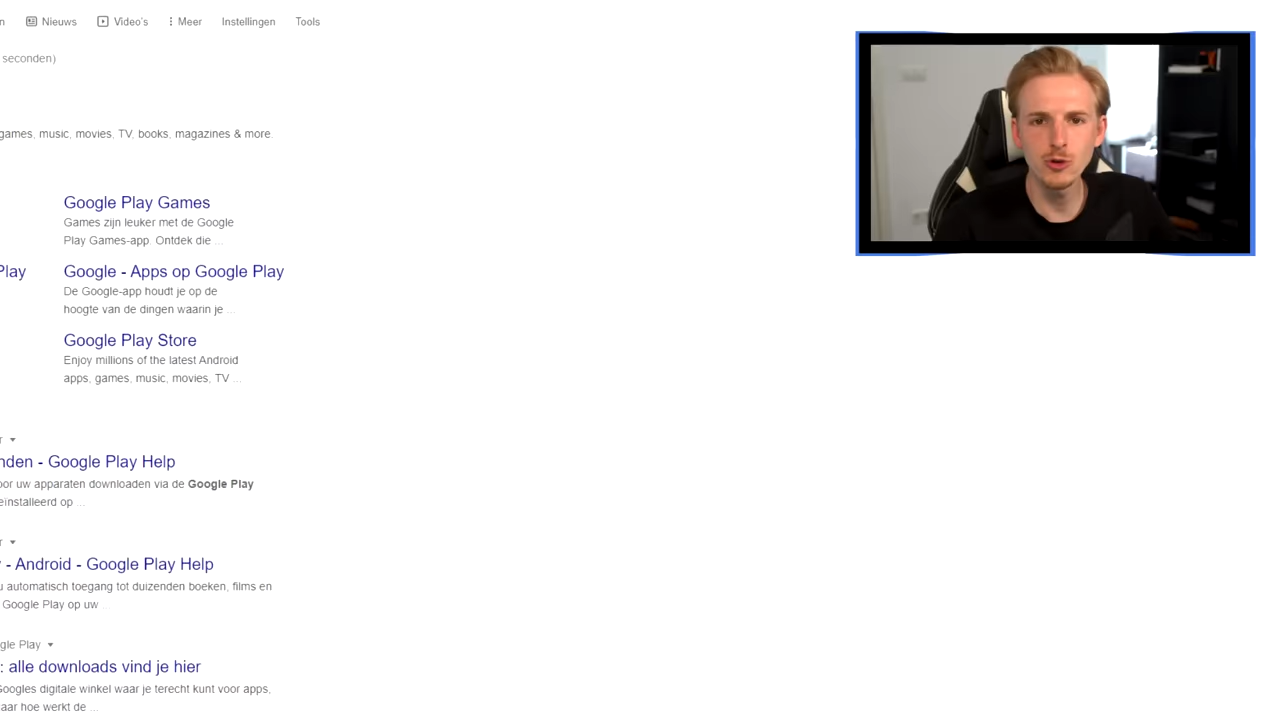 Nieuws Video's Meer Instellingen Tools
seconden)
games, music, movies, TV, books, magazines & more.
Google Play Games
Games zijn leuker met de Google
Play Games-app. Ontdek die ...
Play
Google - Apps op Google Play
De Google-app houdt je op de
hoogte van de dingen waarin je ...
Google Play Store
Enjoy millions of the latest Android
apps, games, music, movies, TV ...
nden - Google Play Help
oor uw apparaten downloaden via de Google Play
eïnstalleerd op ...
- Android - Google Play Help
u automatisch toegang tot duizenden boeken, films en
Google Play op uw ...
gle Play
: alle downloads vind je hier
Googles digitale winkel waar je terecht kunt voor apps,
aar hoe werkt de ...